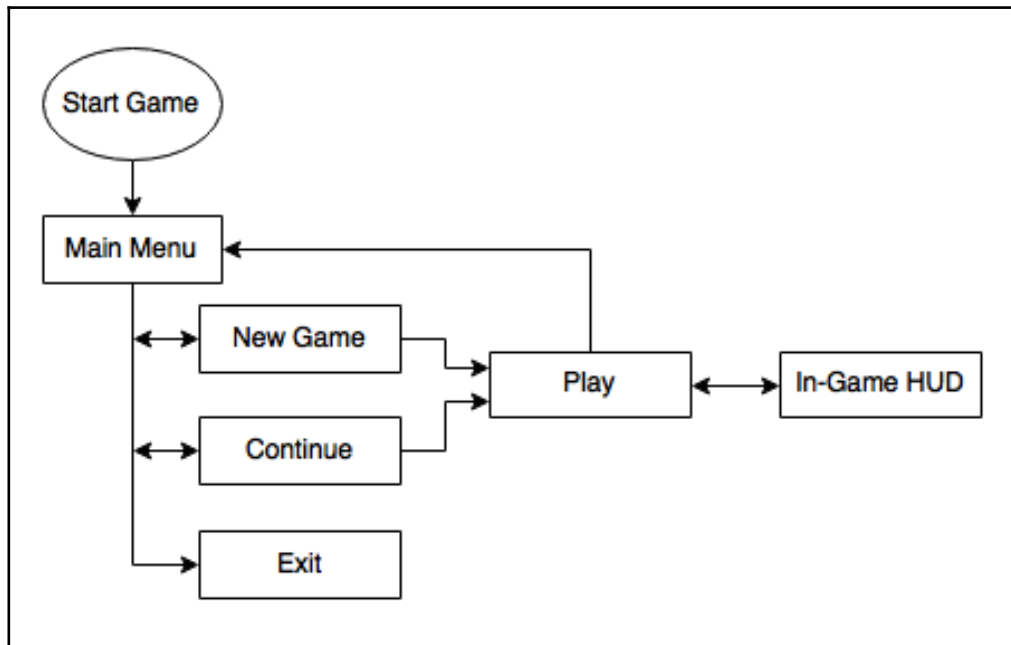 Start Game
Main Menu
New Game
Play
In-Game HUD
Continue
Exit